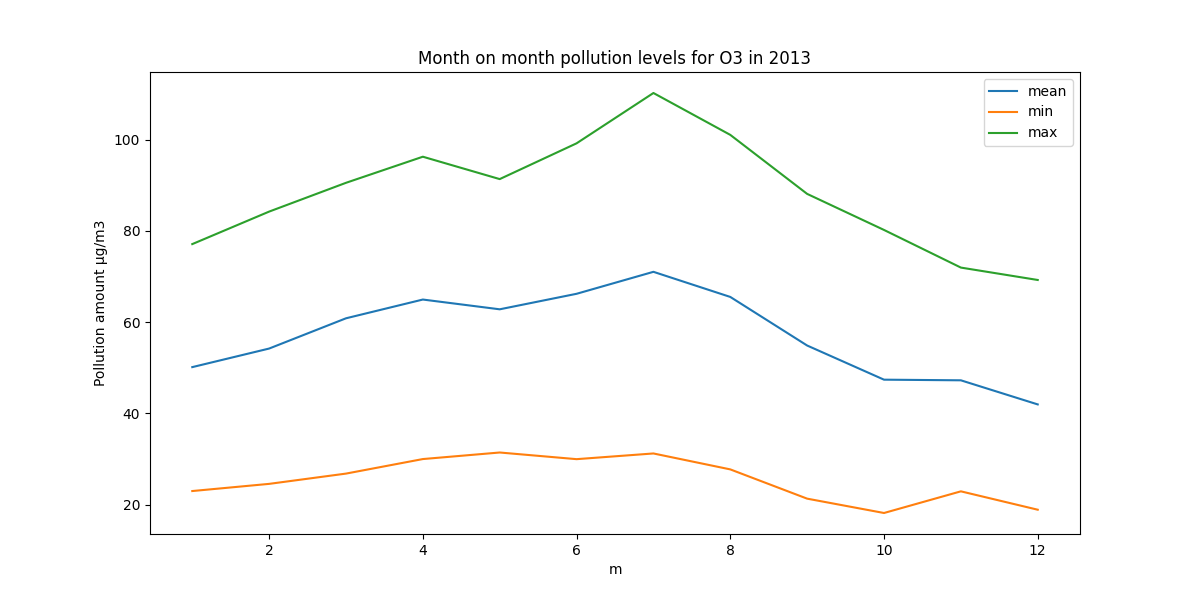 Month on month pollution levels for O3 in 2013
mean
min
max
100
80
60
40
20
Pollution amount µg/m3
2 4 6 8 10 12
m